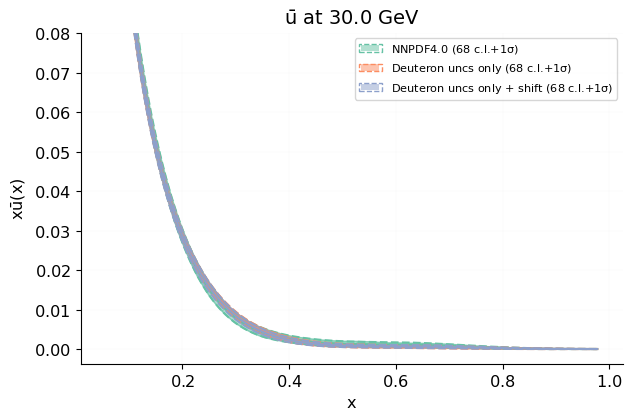 ū at 30.0 GeV
NNPDF4.0 (68 c.l.+1σ)
Deuteron uncs only (68 c.l.+1σ)
Deuteron uncs only + shift (68 c.l.+1σ)
xū(x)
0.08
0.07
0.06
0.05
0.04
0.03
0.02
0.01
0.00
0.2
0.4
0.6
0.8
1.0
x